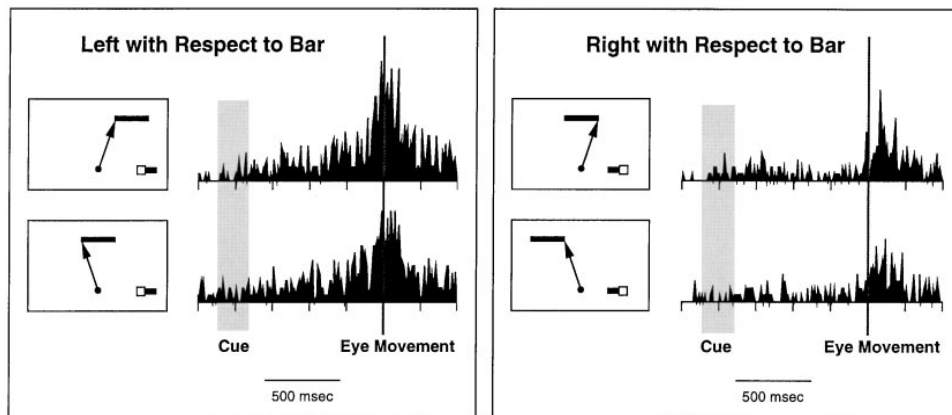 Left with Respect to Bar
Cue
Eye Movement
500 msec
Right with Respect to Bar
Cue
Eye Movement
500 msec